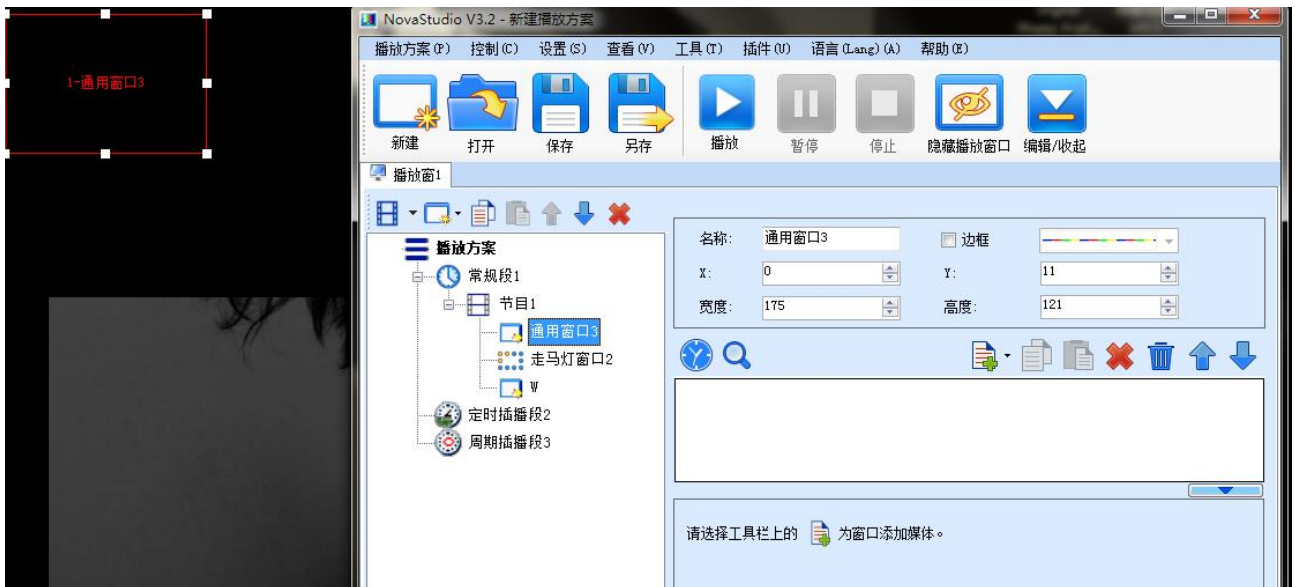 1-通用窗口3
NovaStudio V3.2 - 新建播放方案
播放方案(P) 控制(C) 设置(S) 查看(V) 工具(T) 插件(U) 语言(Lang)(A) 帮助(E)
新建 打开 保存 另存 播放 暂停 停止 隐藏播放窗口 编辑/收起
播放窗1
播放方案
常规段1
节目1
通用窗口3
走马灯窗口2
W
定时插播段2
周期插播段3
名称: 通用窗口3 边框
X: 0 Y: 11
宽度: 175 高度: 121
请选择工具栏上的 为窗口添加媒体。